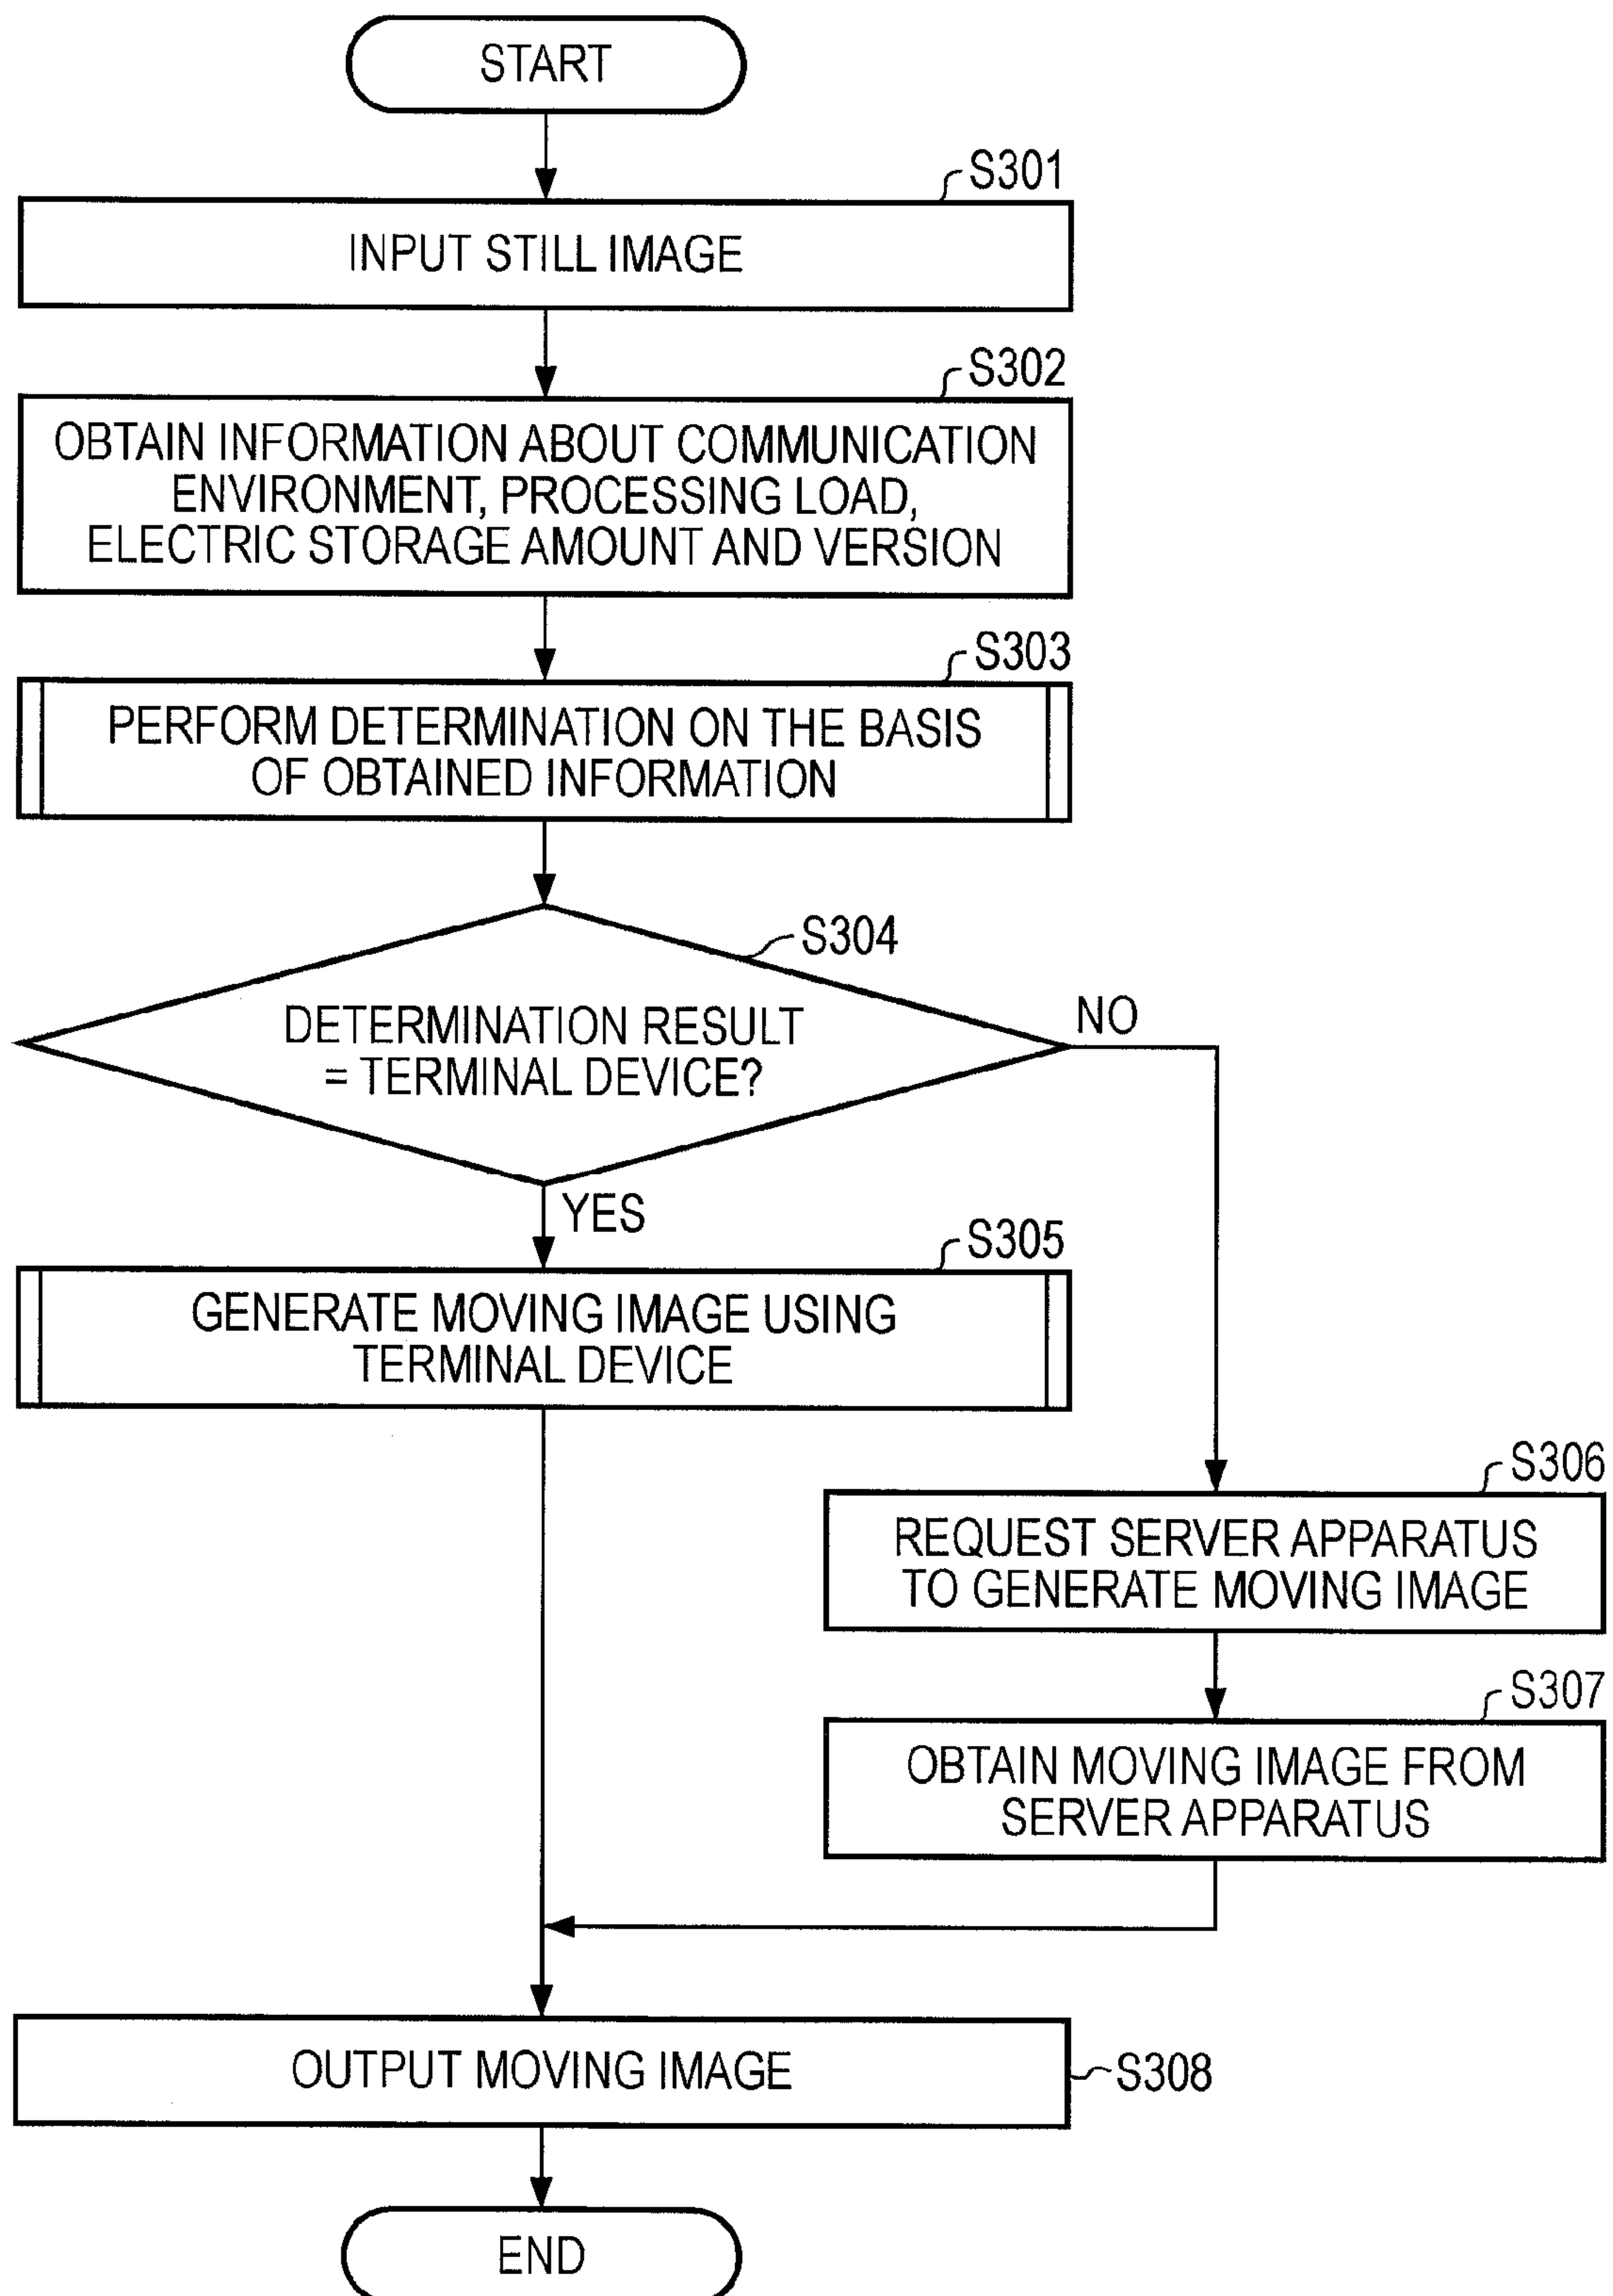 START
S301
INPUT STILL IMAGE
S302
OBTAIN INFORMATION ABOUT COMMUNICATION
ENVIRONMENT, PROCESSING LOAD,
ELECTRIC STORAGE AMOUNT AND VERSION
S303
PERFORM DETERMINATION ON THE BASIS
OF OBTAINED INFORMATION
S304
DETERMINATION RESULT
= TERMINAL DEVICE?
NO
YES
S305
GENERATE MOVING IMAGE USING
TERMINAL DEVICE
S306
REQUEST SERVER APPARATUS
TO GENERATE MOVING IMAGE
S307
OBTAIN MOVING IMAGE FROM
SERVER APPARATUS
OUTPUT MOVING IMAGE
S308
END